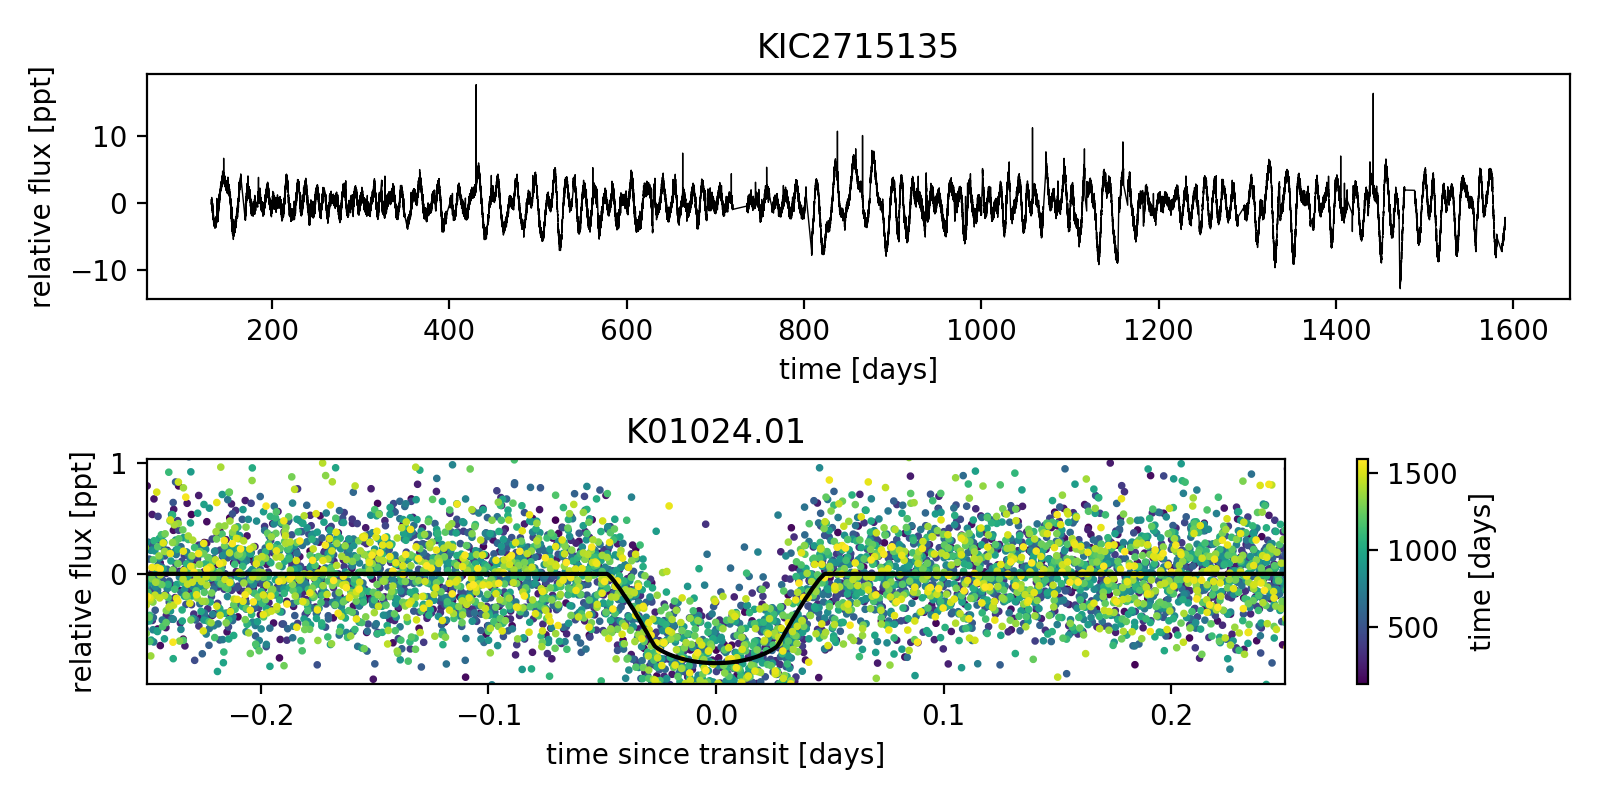 KIC2715135
relative flux [ppt]
10
0
−10
200 400 600 800 1000 1200 1400 1600
time [days]
K01024.01
relative flux [ppt]
1
0
−0.2 −0.1 0.0 0.1 0.2
time since transit [days]
1500
1000
500
time [days]